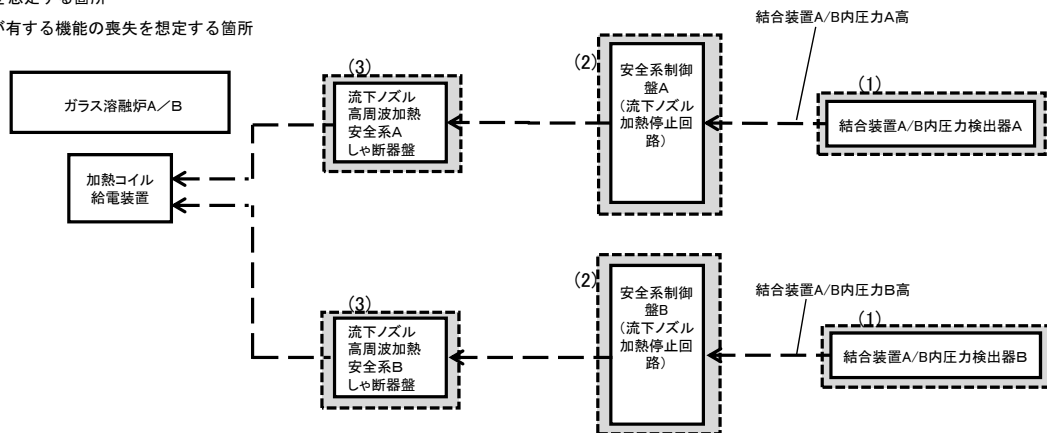 が有する機能の喪失を想定する箇所
結合装置A/B内圧力A高
(3)
(2)
(1)
ガラス溶融炉A／B
流下ノズル
高周波加熱
安全系A
しゃ断器盤
安全系制御
盤A
(流下ノズル
加熱停止回
路)
結合装置A/B内圧力検出器A
加熱コイル
給電装置
(3)
(2)
(1)
結合装置A/B内圧力B高
流下ノズル
高周波加熱
安全系B
しゃ断器盤
安全系制御
盤B
(流下ノズル
加熱停止回
路)
結合装置A/B内圧力検出器B